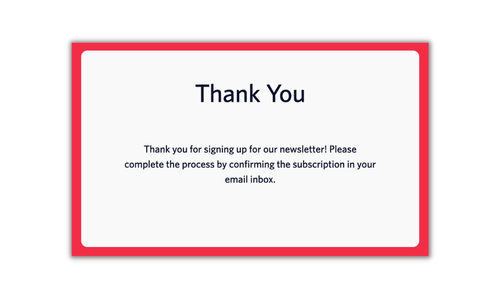 Thank You
Thank you for signing up for our newsletter! Please
complete the process by confirming the subscription in your
email inbox.